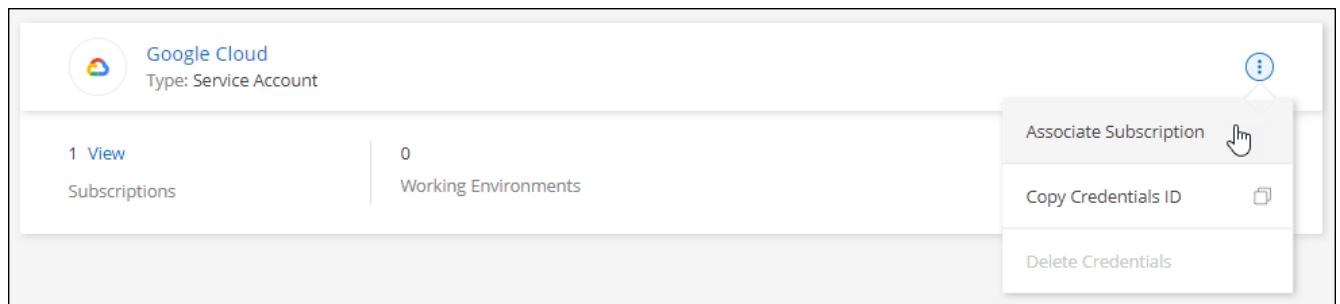 Google Cloud
Type: Service Account
1 View
Subscriptions
0
Working Environments
Associate Subscription
Copy Credentials ID
Delete Credentials